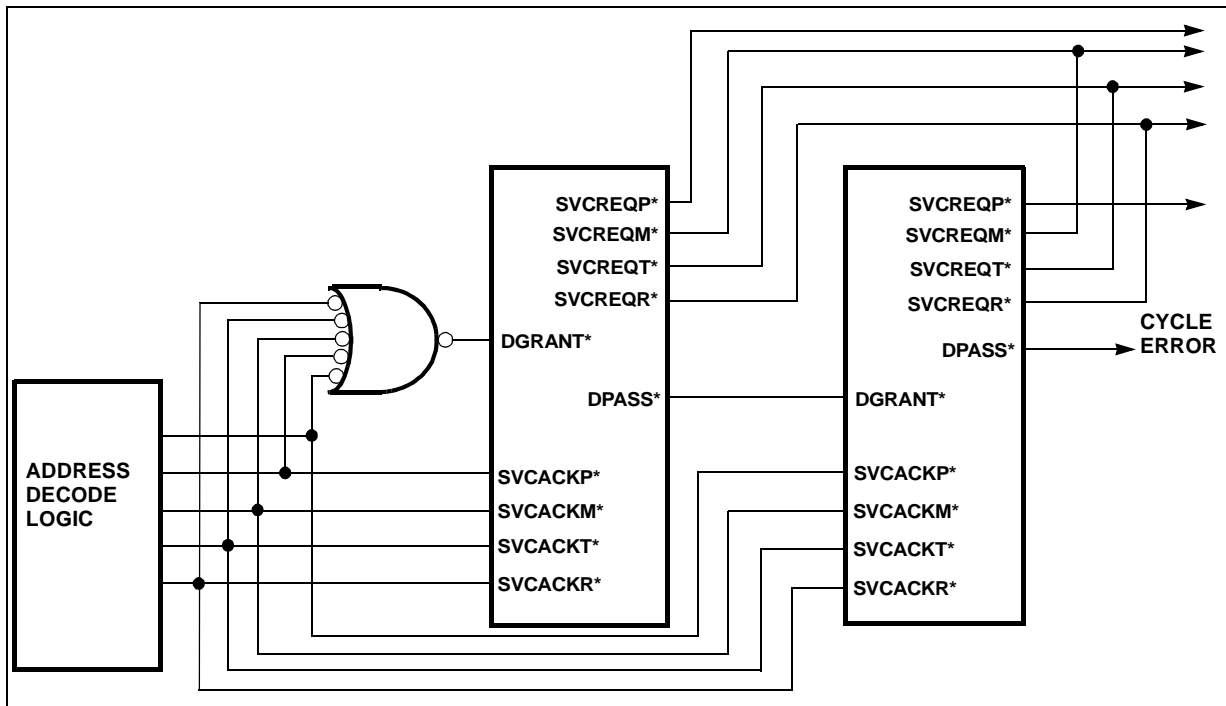 ADDRESS
DECODE
LOGIC
SVCREQP*
SVCREQM*
SVCREQT*
SVCREQR*
DGRANT*
DPASS*
SVCACKP*
SVCACKM*
SVCACKT*
SVCACKR*
SVCREQP*
SVCREQM*
SVCREQT*
SVCREQR*
DPASS*
DGRANT*
SVCACKP*
SVCACKM*
SVCACKT*
SVCACKR*
CYCLE
ERROR